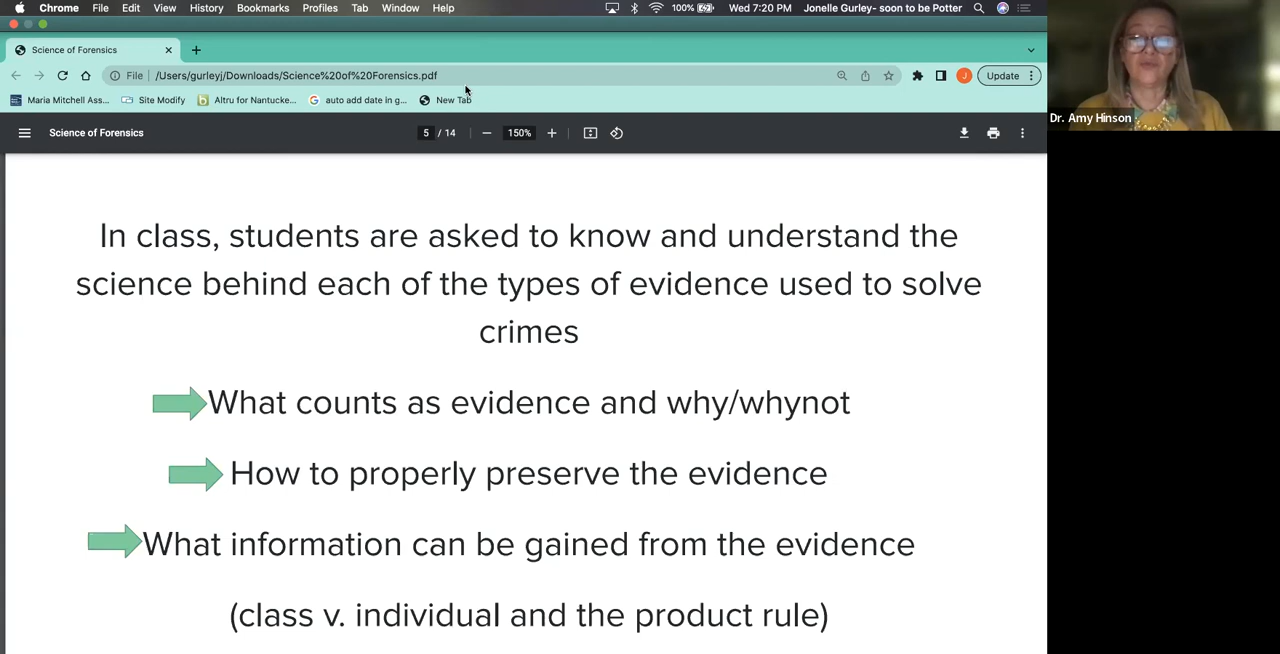 Chrome File Edit View History Bookmarks Profiles Tab Window Help 100% Wed 7:20 PM Jonelle Gurley- soon to be Potter
Science of Forensics
File /Users/gurleyj/Downloads/Science%20of%20Forensics.pdf J Update
Maria Mitchell Ass... Site Modify b Altru for Nantucke... G auto add date in g... New Tab
Science of Forensics 5 / 14 150%
Dr. Amy Hinson
In class, students are asked to know and understand the
science behind each of the types of evidence used to solve
crimes
What counts as evidence and why/whynot
How to properly preserve the evidence
What information can be gained from the evidence
(class v. individual and the product rule)